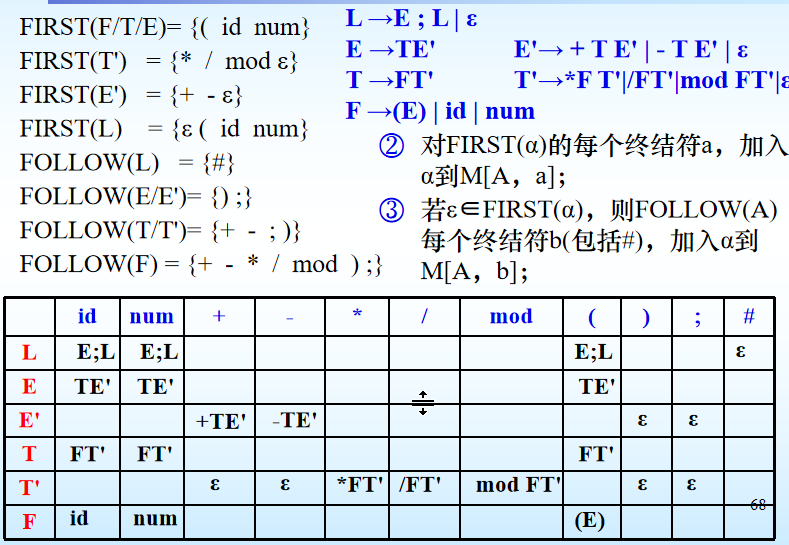 FIRST(F/T/E)= {( id num}
FIRST(T') = {* / mod ε}
FIRST(E') = {+ - ε}
FIRST(L) = {ε ( id num}
FOLLOW(L) = {#}
FOLLOW(E/E')= {) ;}
FOLLOW(T/T')= {+ - ; )}
FOLLOW(F) = {+ - * / mod ) ;}
L →E ; L | ε
E →TE' E'→ + T E' | - T E' | ε
T →FT' T'→*F T'|/FT'|mod FT'|ε
F →(E) | id | num
② 对FIRST(α)的每个终结符a，加入
α到M[A，a]；
③ 若ε∈FIRST(α)，则FOLLOW(A)
每个终结符b(包括#)，加入α到
M[A，b]；
id num + - * / mod ( ) ; #
L E;L E;L E;L ε
E TE' TE' TE'
E' +TE' -TE' ε ε
T FT' FT' FT'
T' ε ε *FT' /FT' mod FT' ε ε
F id num (E)
68